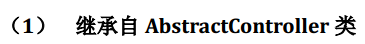 （1） 继承自 AbstractController 类